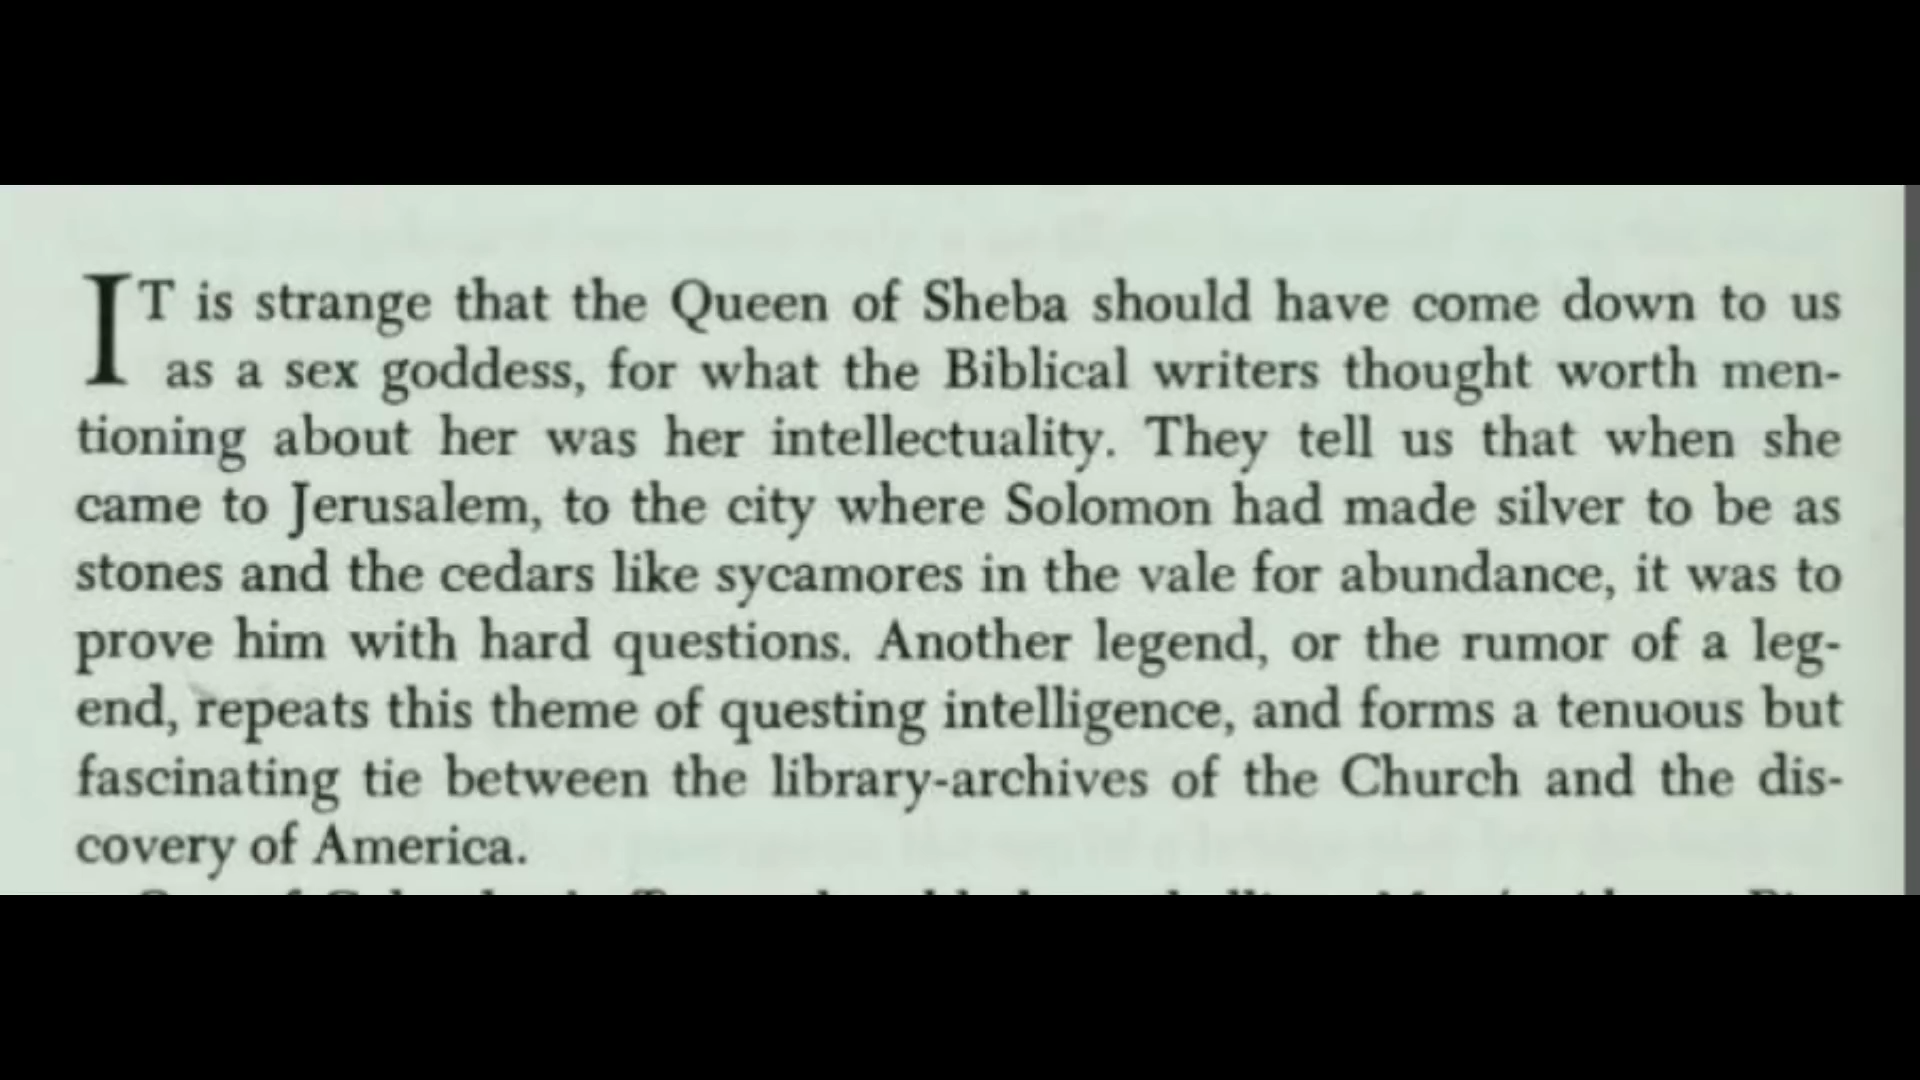 IT is strange that the Queen of Sheba should have come down to us
as a sex goddess, for what the Biblical writers thought worth men-
tioning about her was her intellectuality. They tell us that when she
came to Jerusalem, to the city where Solomon had made silver to be as
stones and the cedars like sycamores in the vale for abundance, it was to
prove him with hard questions. Another legend, or the rumor of a leg-
end, repeats this theme of questing intelligence, and forms a tenuous but
fascinating tie between the library-archives of the Church and the dis-
covery of America.